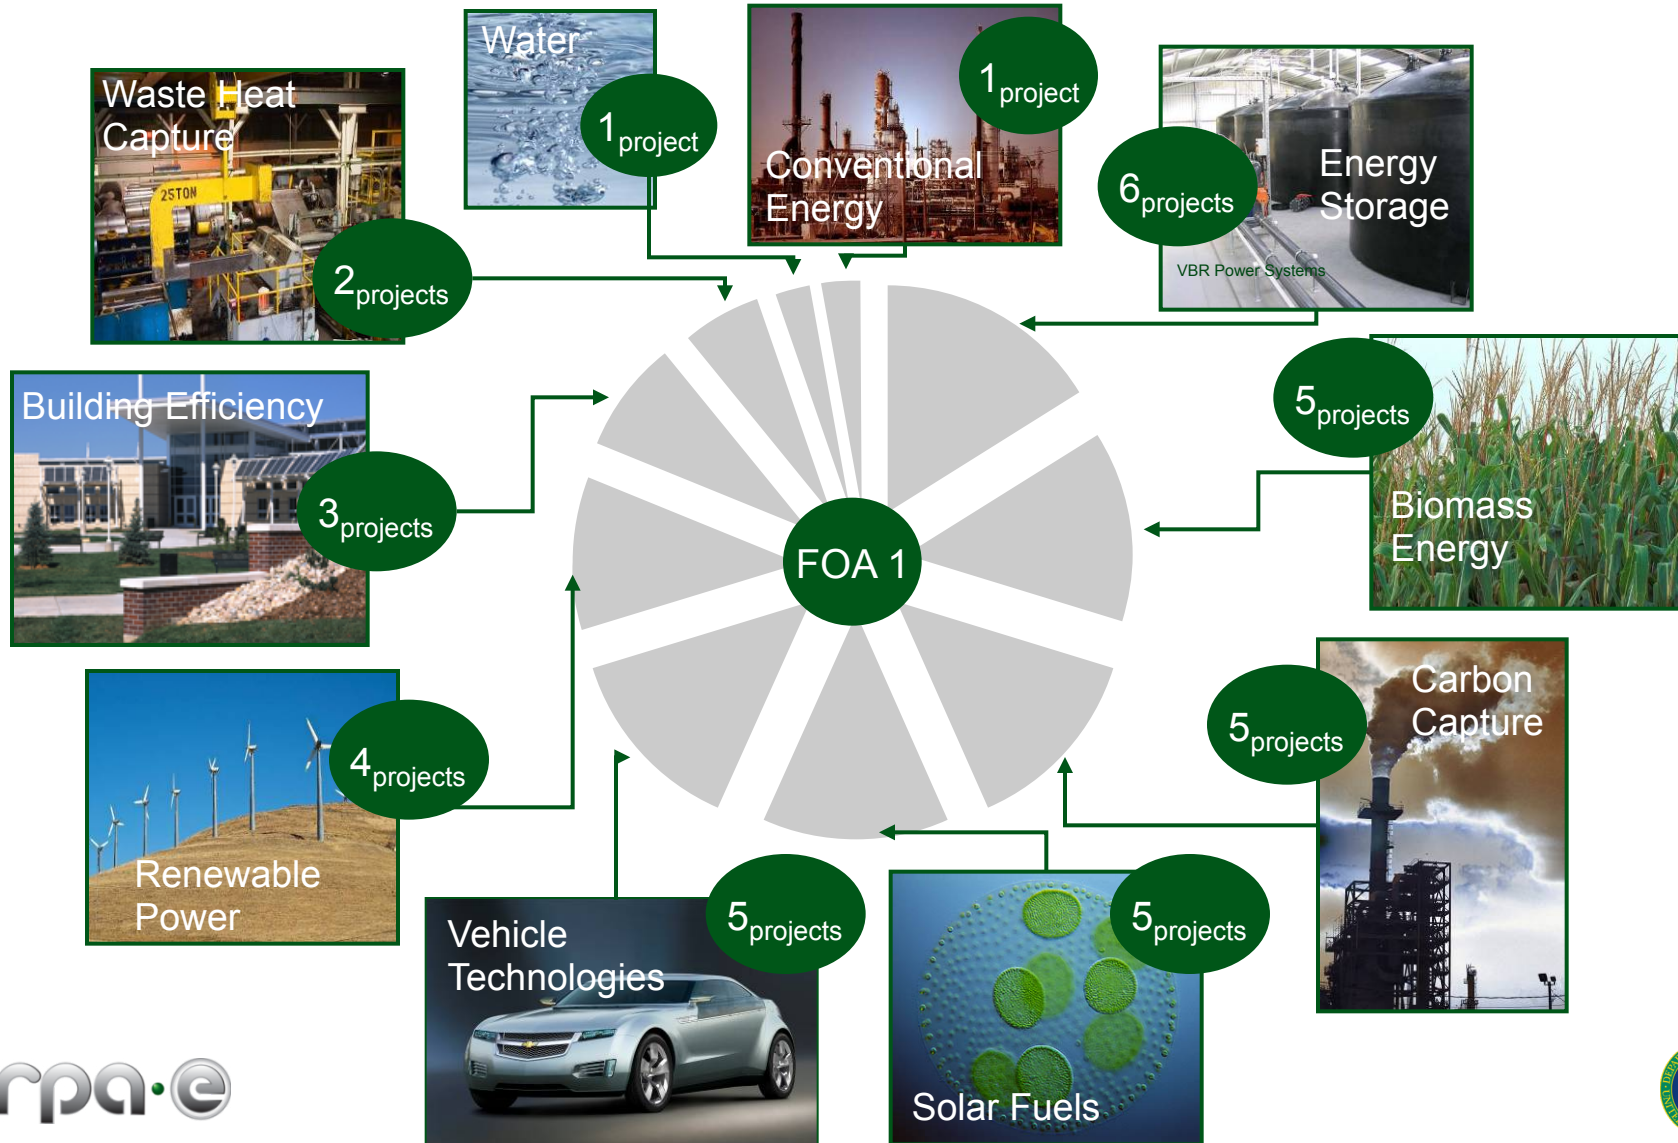 Water
1 project
1 project
Conventional
Energy
Waste Heat
Capture
25TON
2 projects
6 projects
Energy
Storage
VBR Power Systems
Building Efficiency
3 projects
5 projects
Biomass
Energy
FOA 1
4 projects
Renewable
Power
5 projects
Carbon
Capture
Vehicle
Technologies
5 projects
5 projects
Solar Fuels
rpa·e